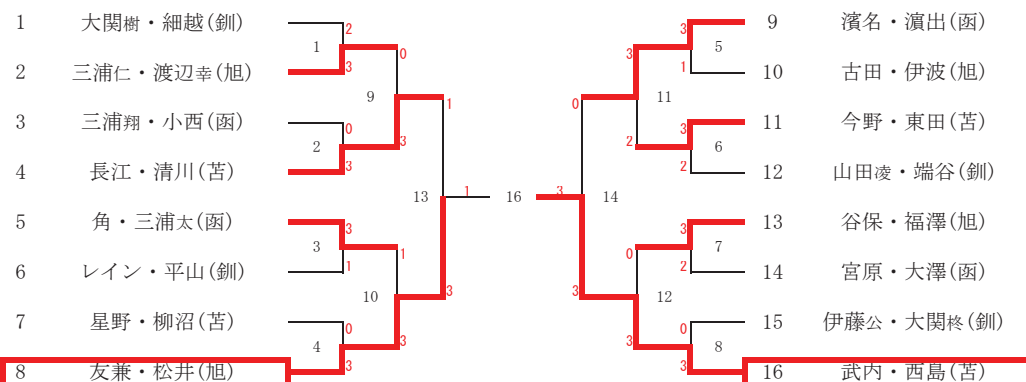 1 大関樹・細越(釧) 2 3 9 濱名・濵出(函)
1 0 3 5
2 三浦仁・渡辺幸(旭) 3 1 10 古田・伊波(旭)
9 1 0 11
3 三浦翔・小西(函) 0 3 2 3 11 今野・東田(苫)
2 6
4 長江・清川(苫) 3 2 12 山田凌・端谷(釧)
13 1 16 3 14
5 角・三浦太(函) 3 3 13 谷保・福澤(旭)
3 1 0 7
6 レイン・平山(釧) 1 2 14 宮原・大澤(函)
10 3 3 12
7 星野・柳沼(苫) 0 3 3 0 15 伊藤公・大関柊(釧)
4 8
8 友兼・松井(旭) 3 3 16 武内・西島(苫)